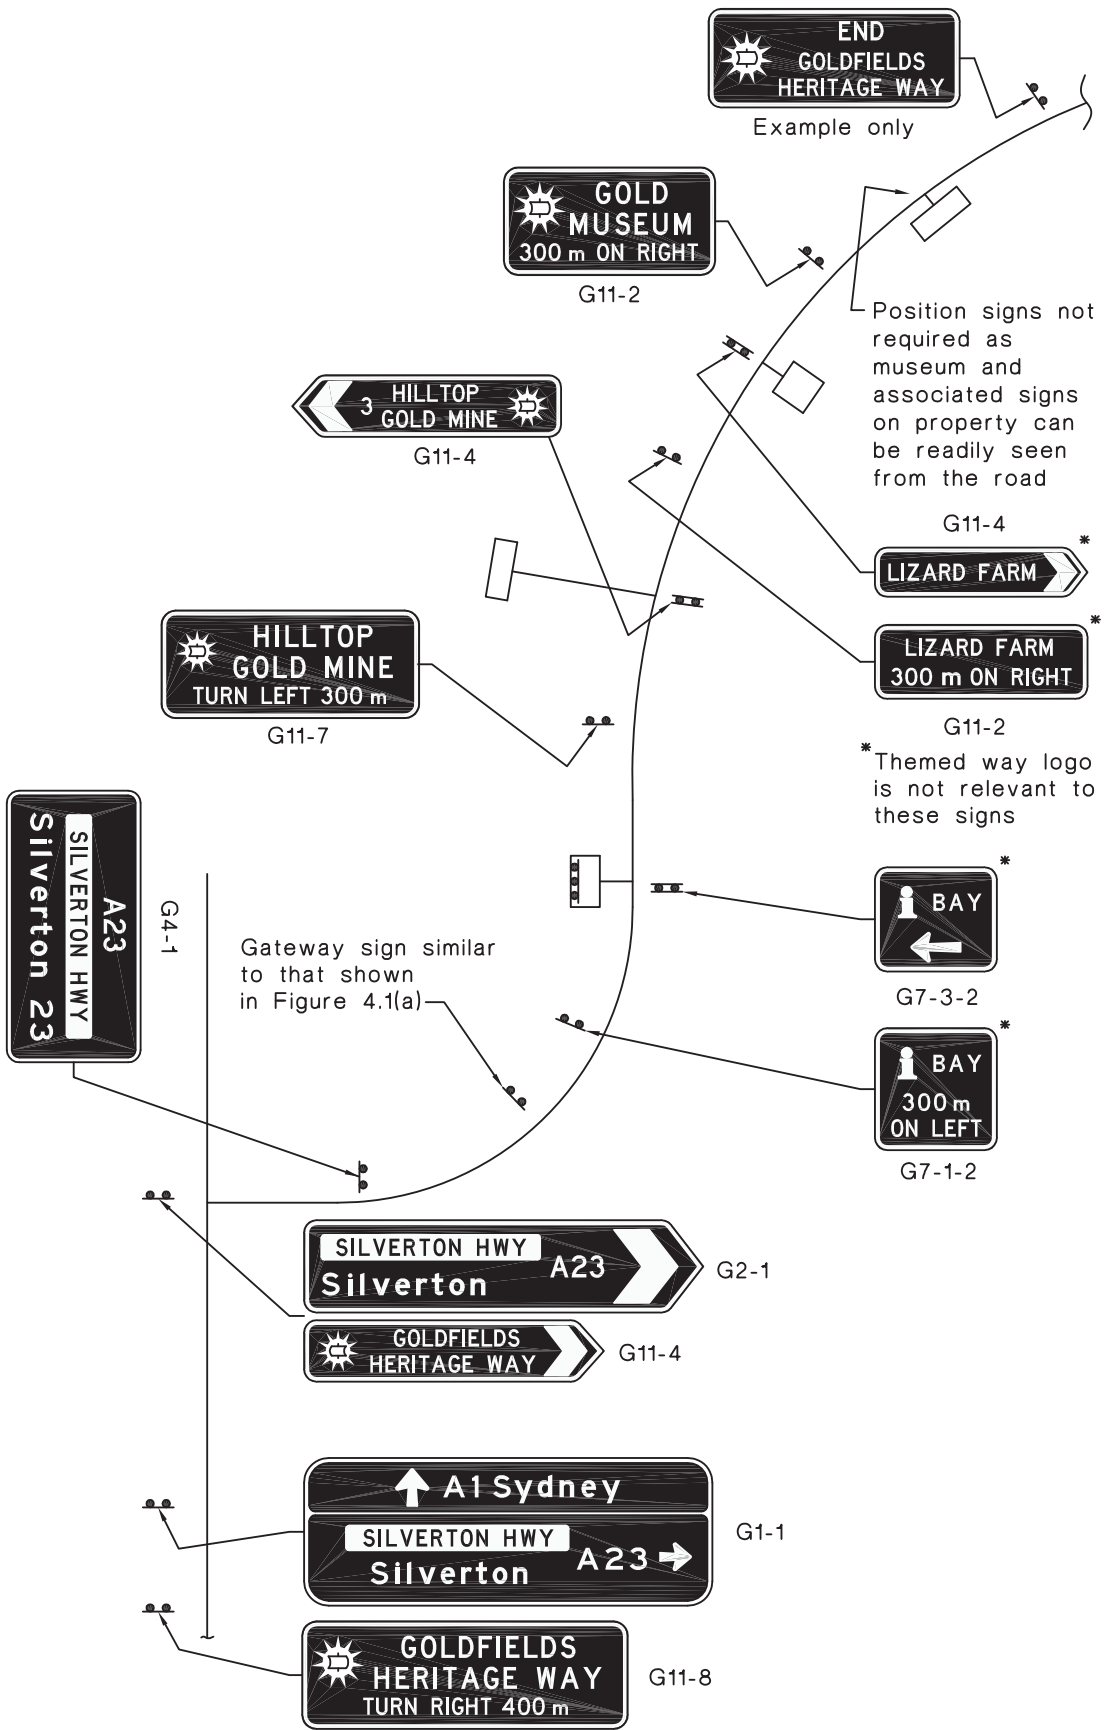 END
GOLDFIELDS
HERITAGE WAY
Example only
GOLD
MUSEUM
300 m ON RIGHT
G11-2
Position signs not
required as
museum and
associated signs
on property can
be readily seen
from the road
3 HILLTOP
GOLD MINE
G11-4
G11-4
LIZARD FARM
*
HILLTOP
GOLD MINE
TURN LEFT 300 m
G11-7
LIZARD FARM
300 m ON RIGHT
*
G11-2
*Themed way logo
is not relevant to
these signs
A23
SILVERTON HWY
Silverton 23
G4-1
Gateway sign similar
to that shown
in Figure 4.1(a)
i BAY
*
G7-3-2
i BAY
300 m
ON LEFT
*
G7-1-2
SILVERTON HWY
Silverton A23
G2-1
GOLDFIELDS
HERITAGE WAY
G11-4
A1 Sydney
SILVERTON HWY
Silverton A23
G1-1
GOLDFIELDS
HERITAGE WAY
TURN RIGHT 400 m
G11-8